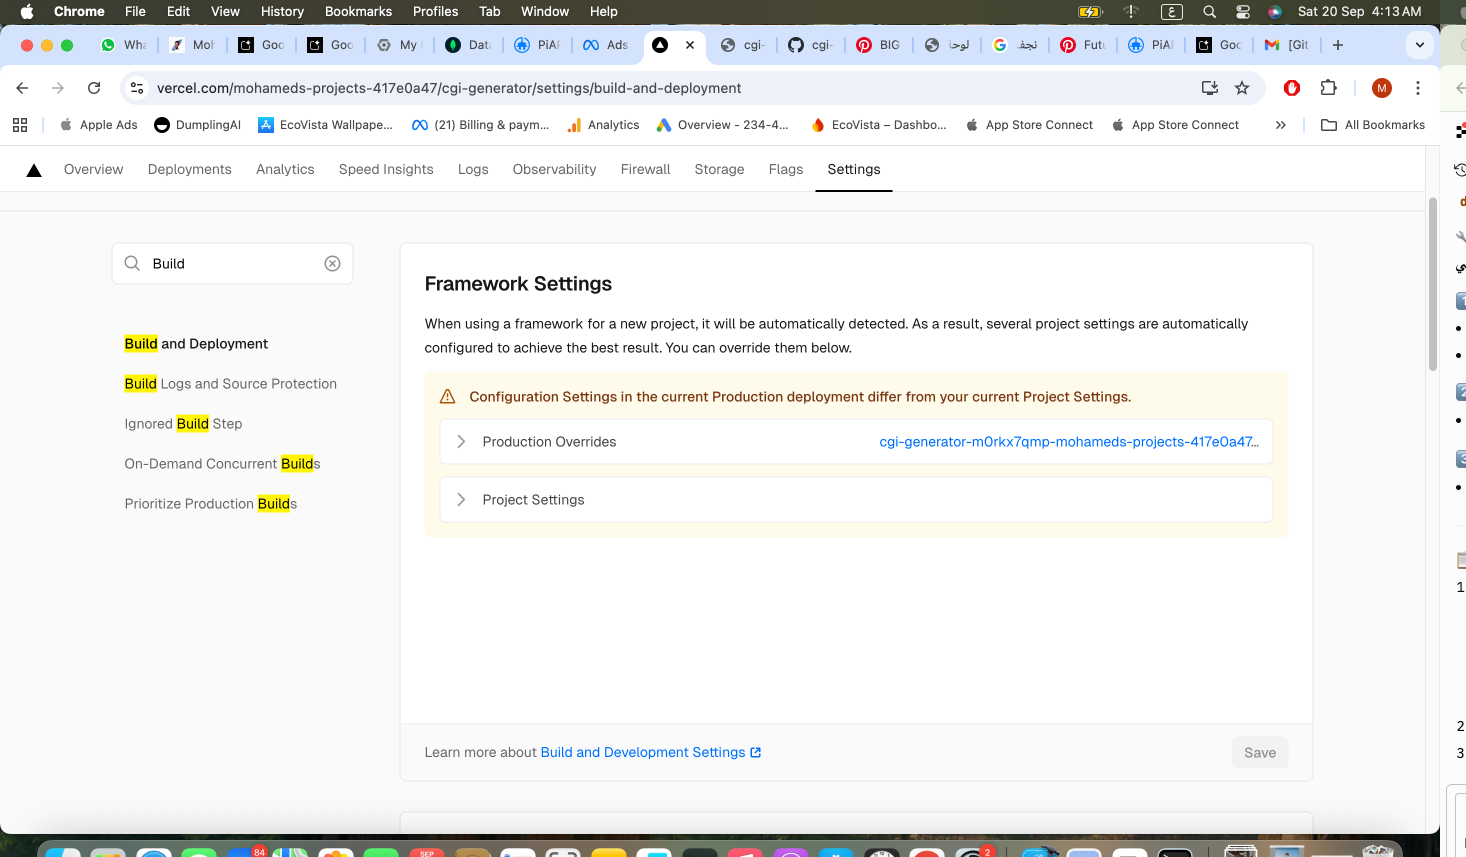 Chrome File Edit View History Bookmarks Profiles Tab Window Help ع Sat 20 Sep 4:13 AM
Wha Moh Goo Goo My Data PiAI Ads cgi- cgi- BIG لوحا نجف Futu PiAI Goo [Git
vercel.com/mohameds-projects-417e0a47/cgi-generator/settings/build-and-deployment M
Apple Ads DumplingAI EcoVista Wallpape... (21) Billing & paym... Analytics Overview - 234-4... EcoVista – Dashbo... App Store Connect App Store Connect » All Bookmarks
Overview Deployments Analytics Speed Insights Logs Observability Firewall Storage Flags Settings
Build
Build and Deployment
Build Logs and Source Protection
Ignored Build Step
On-Demand Concurrent Builds
Prioritize Production Builds
Framework Settings
When using a framework for a new project, it will be automatically detected. As a result, several project settings are automatically
configured to achieve the best result. You can override them below.
Configuration Settings in the current Production deployment differ from your current Project Settings.
Production Overrides cgi-generator-m0rkx7qmp-mohameds-projects-417e0a47...
Project Settings
Learn more about Build and Development Settings
Save
1
2
3
84
SEP
2